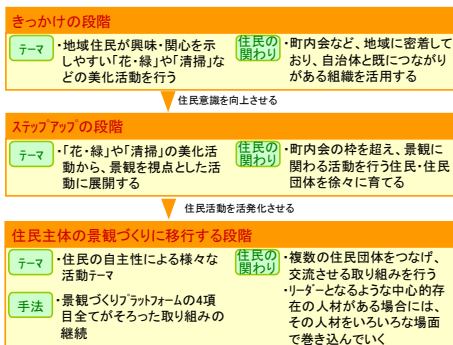 きっかけの段階
テーマ
・地域住民が興味・関心を示
しやすい「花・緑」や「清掃」な
どの美化活動を行う
住民の
関わり
・町内会など、地域に密着して
おり、自治体と既につながり
がある組織を活用する
住民意識を向上させる
ステップアップの段階
テーマ
・「花・緑」や「清掃」の美化活
動から、景観を視点とした活
動に展開する
住民の
関わり
・町内会の枠を超え、景観に
関わる活動を行う住民・住民
団体を徐々に育てる
住民活動を活発化させる
住民主体の景観づくりに移行する段階
テーマ
・住民の自主性による様々な
活動テーマ
手法
・景観づくりプラットフォームの4項
目全てがそろった取り組みの
継続
住民の
関わり
・複数の住民団体をつなげ、
交流させる取り組みを行う
・リーダーとなるような中心的存
在の人材がある場合には、
その人材をいろいろな場面
で巻き込んでいく